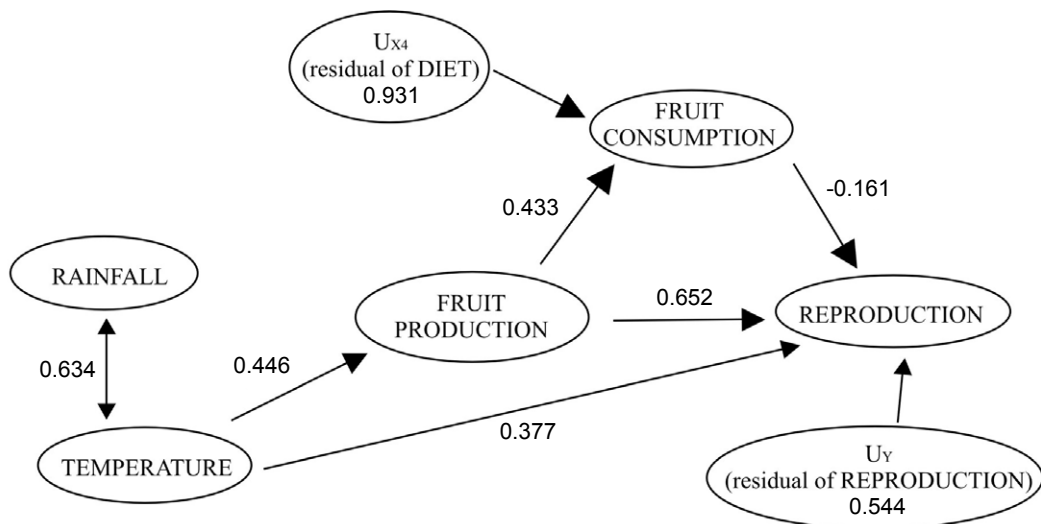 UX4
(residual of DIET)
0.931
FRUIT
CONSUMPTION
-0.161
0.433
RAINFALL
FRUIT
PRODUCTION
0.652
REPRODUCTION
0.634
0.446
0.377
TEMPERATURE
UY
(residual of REPRODUCTION)
0.544